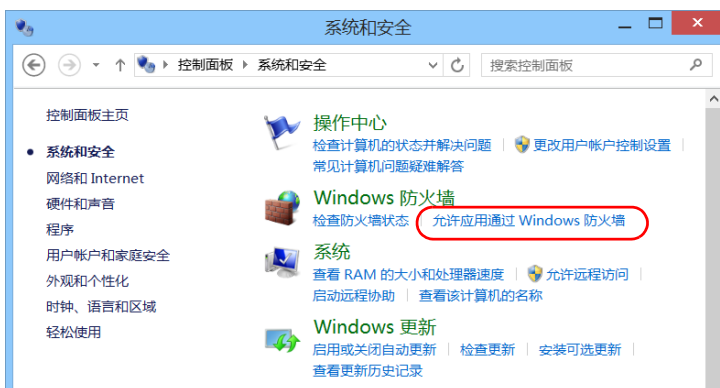 系统和安全
控制面板 系统和安全 搜索控制面板
控制面板主页
系统和安全
网络和 Internet
硬件和声音
程序
用户帐户和家庭安全
外观和个性化
时钟、语言和区域
轻松使用
操作中心
检查计算机的状态并解决问题 更改用户帐户控制设置
常见计算机问题疑难解答
Windows 防火墙
检查防火墙状态 允许应用通过 Windows 防火墙
系统
查看 RAM 的大小和处理器速度 允许远程访问
启动远程协助 查看该计算机的名称
Windows 更新
启用或关闭自动更新 检查更新 安装可选更新
查看更新历史记录